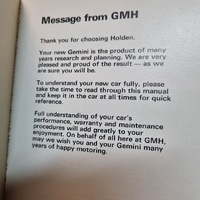 Message from GMH
Thank you for choosing Holden.
Your new Gemini is the product of many
years research and planning. We are very
pleased and proud of the result — as we
are sure you will be.
To understand your new car fully, please
take the time to read through this manual
and keep it in the car at all times for quick
reference.
Full understanding of your car's
performance, warranty and maintenance
procedures will add greatly to your
enjoyment. On behalf of all here at GMH,
may we wish you and your Gemini many
years of happy motoring.